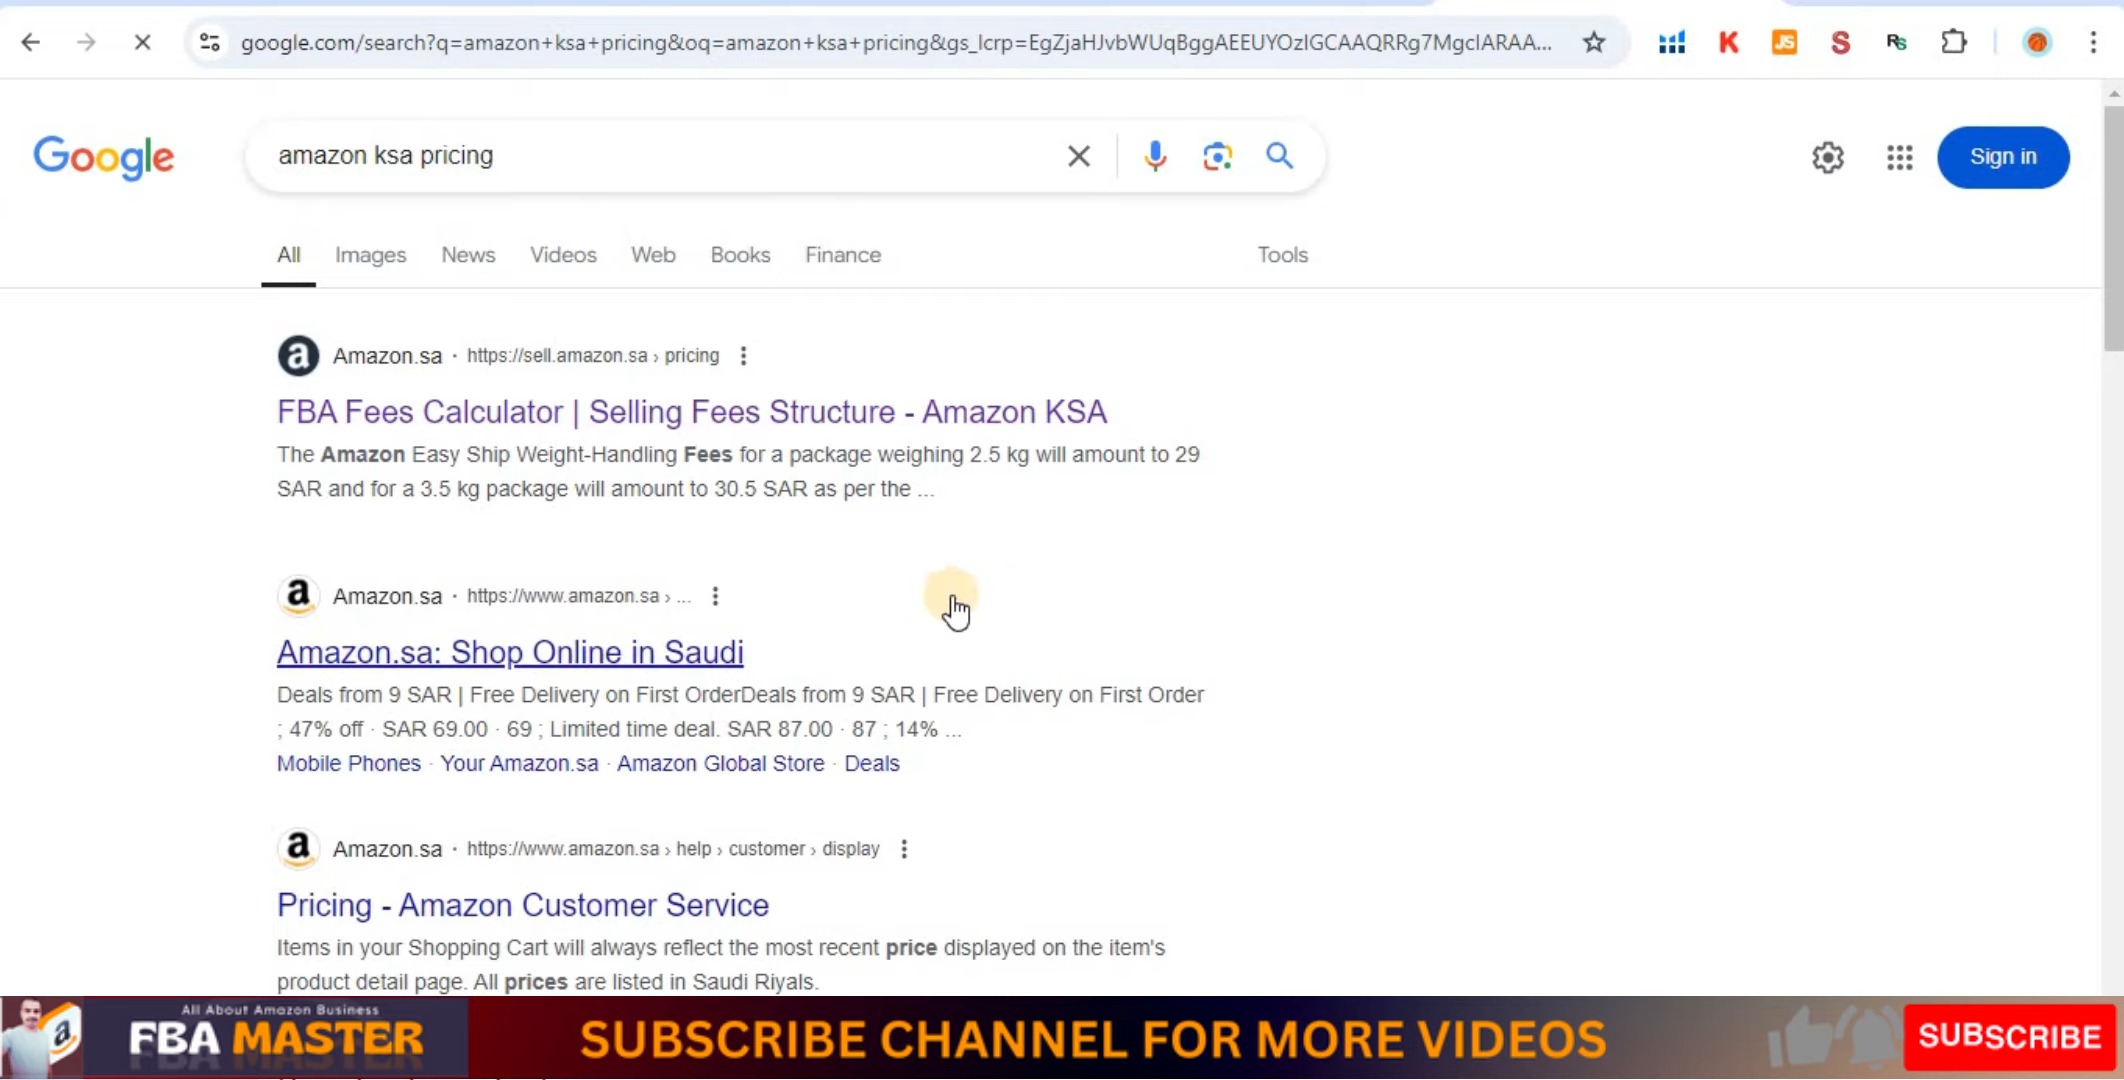 google.com/search?q=amazon+ksa+pricing&oq=amazon+ksa+pricing&gs_lcrp=EgZjaHJvbWUqBggAEEUYOzIGCAAQRRg7MgcIARAA...
K JS S RS
Google
amazon ksa pricing
Sign in
All Images News Videos Web Books Finance Tools
Amazon.sa · https://sell.amazon.sa › pricing
FBA Fees Calculator | Selling Fees Structure - Amazon KSA
The Amazon Easy Ship Weight-Handling Fees for a package weighing 2.5 kg will amount to 29
SAR and for a 3.5 kg package will amount to 30.5 SAR as per the ...
Amazon.sa · https://www.amazon.sa › ...
Amazon.sa: Shop Online in Saudi
Deals from 9 SAR | Free Delivery on First OrderDeals from 9 SAR | Free Delivery on First Order
; 47% off · SAR 69.00 · 69 ; Limited time deal. SAR 87.00 · 87 ; 14% ...
Mobile Phones · Your Amazon.sa · Amazon Global Store · Deals
Amazon.sa · https://www.amazon.sa › help › customer › display
Pricing - Amazon Customer Service
Items in your Shopping Cart will always reflect the most recent price displayed on the item's
product detail page. All prices are listed in Saudi Riyals.
All About Amazon Business
FBA MASTER
SUBSCRIBE CHANNEL FOR MORE VIDEOS
SUBSCRIBE